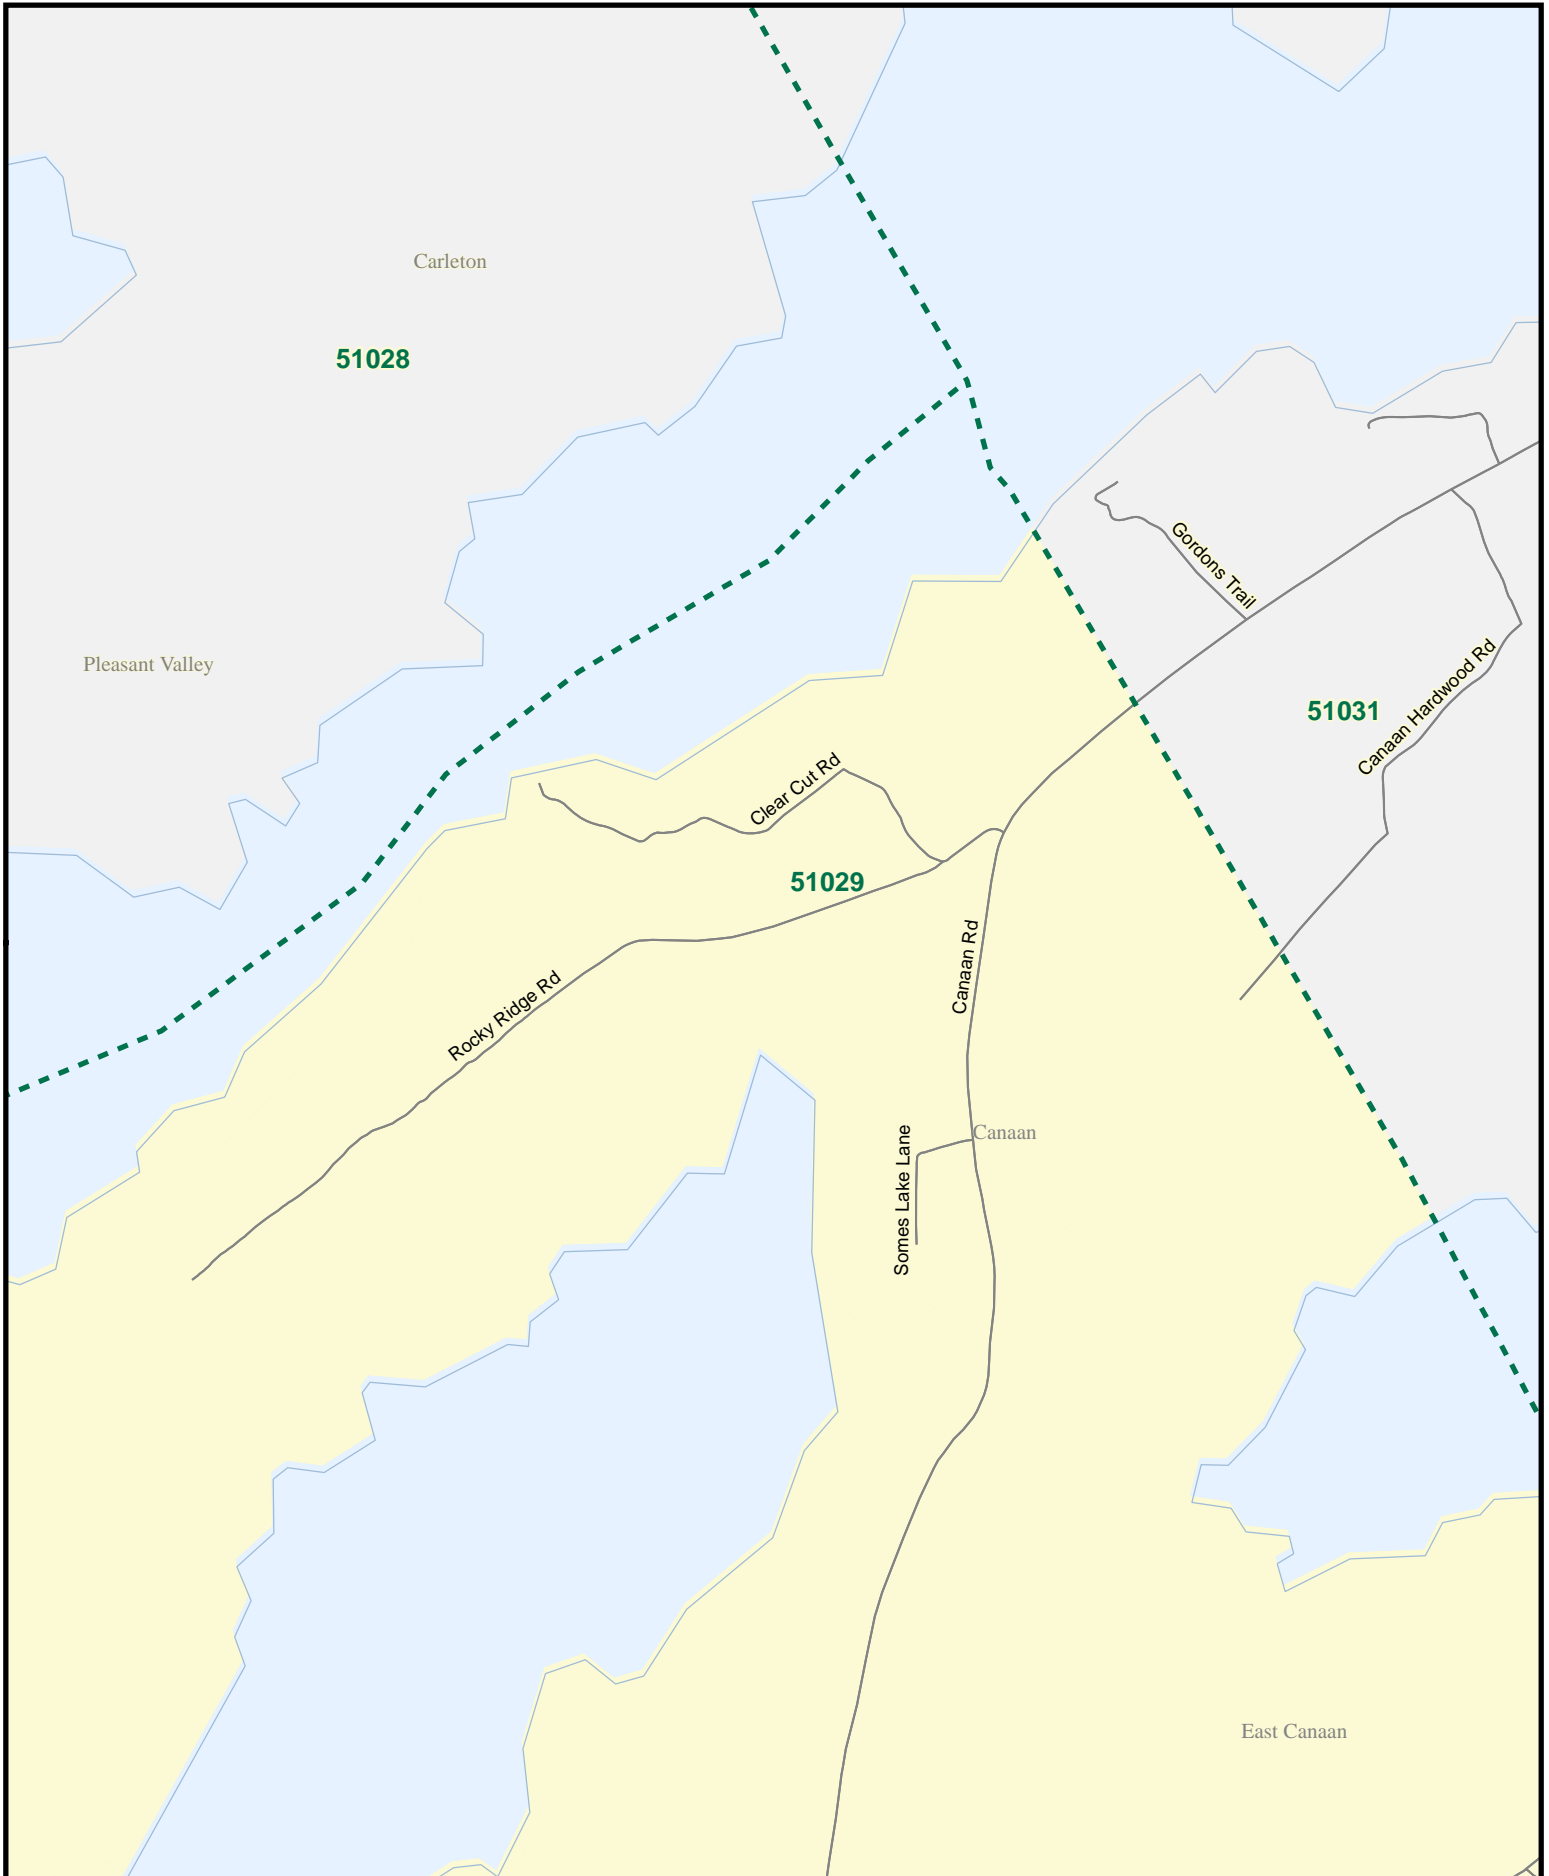 Carleton
51028
Gordons Trail
Pleasant Valley
Canaan Hardwood Rd
51031
Clear Cut Rd
51029
Canaan Rd
Rocky Ridge Rd
Canaan
Somes Lake Lane
East Canaan